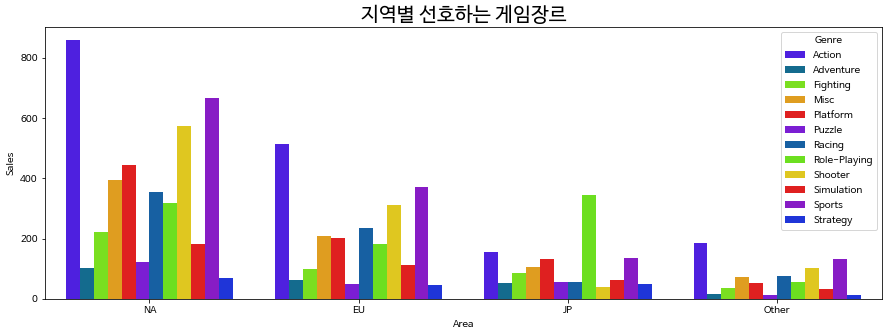 지역별 선호하는 게임장르
Genre
Action
Adventure
Fighting
Misc
Platform
Puzzle
Racing
Role-Playing
Shooter
Simulation
Sports
Strategy
Sales
800
600
400
200
0
NA
EU
JP
Other
Area